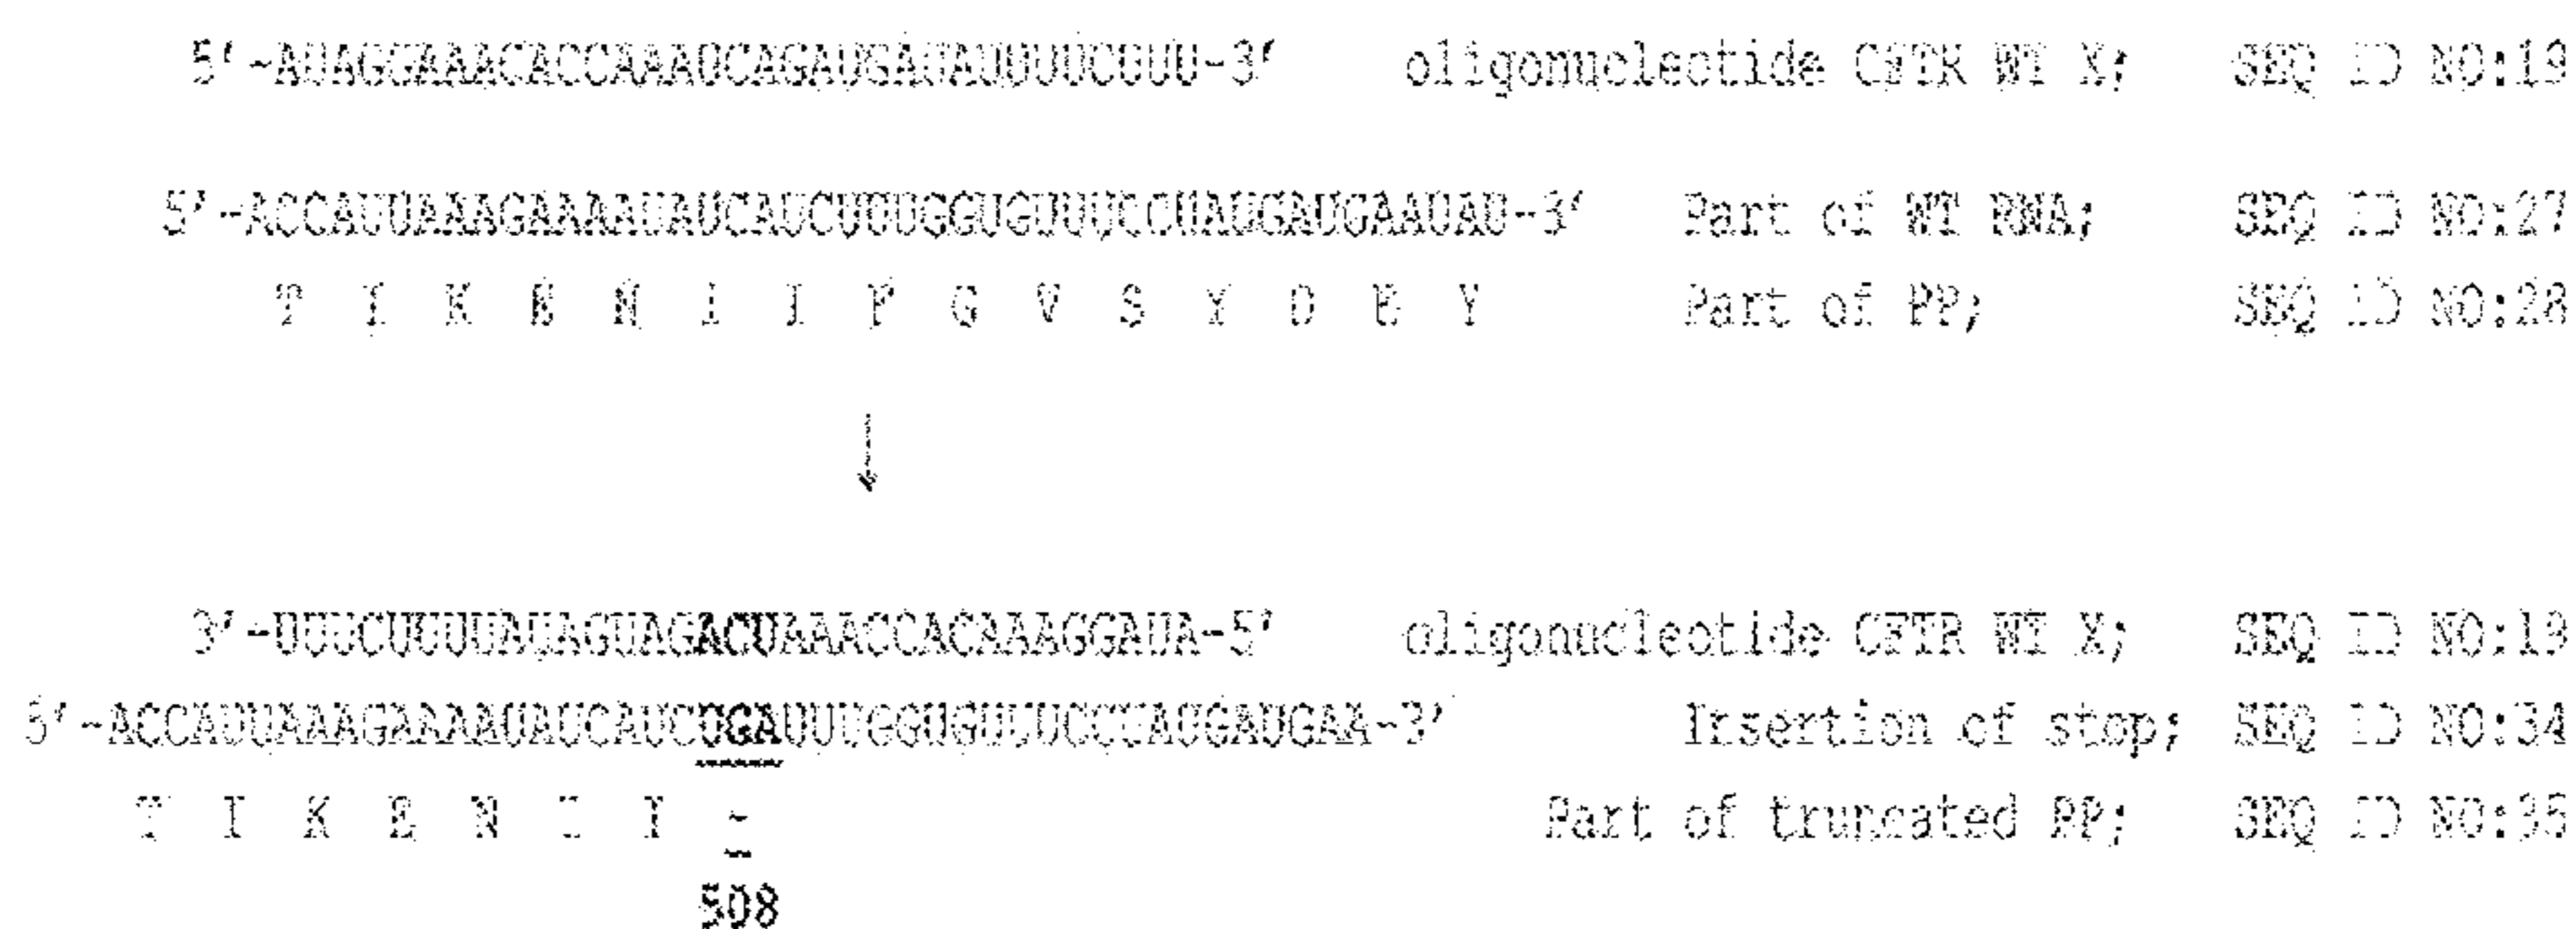 5'-AUAGGAAACACCAAAUCAGAUGAUAUUUUCUUU-3' oligonucleotide CFTR WT X; SEQ ID NO:19
5'-ACCAUUAAAGAAAAUAUCAUCUUUGGUGUUUCCUAUGAUGAAUAU-3' Part of WT RNA; SEQ ID NO:27
T I K E N I I F G V S Y D E Y Part of PP; SEQ ID NO:28
3'-UUUCUUUUAUAGUAGACUAAACCACAAAGGAUA-5' oligonucleotide CFTR WT X; SEQ ID NO:19
5'-ACCAUUAAAGAAAAUAUCAUCUGAUUUGGUGUUUCCUAUGAUGAA-3' Insertion of stop; SEQ ID NO:34
T I K E N I I - Part of truncated PP; SEQ ID NO:35
508